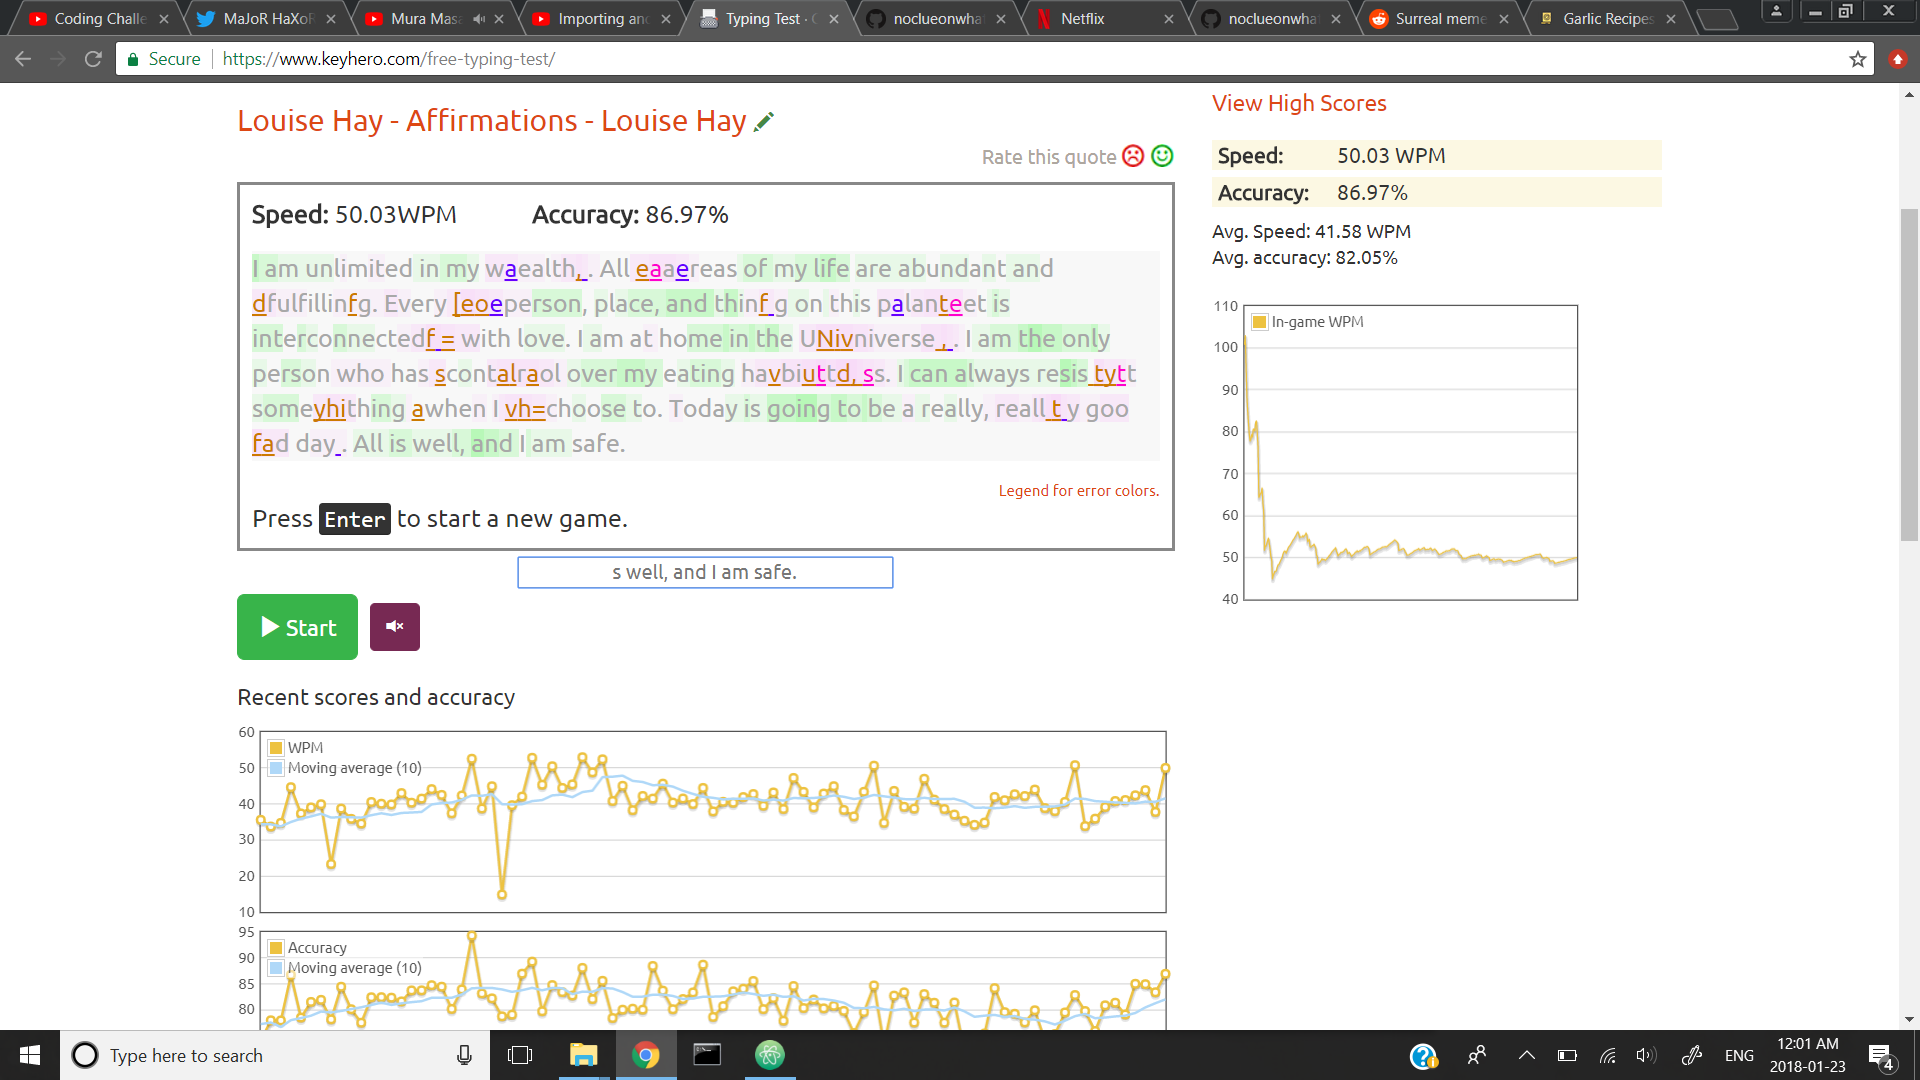 Coding Challe
MaJoR HaXoR
Mura Masa
Importing anc
Typing Test · C
noclueonwhat
Netflix
noclueonwhat
Surreal meme
Garlic Recipes
Secure
https://www.keyhero.com/free-typing-test/
Louise Hay - Affirmations - Louise Hay
Rate this quote
Speed: 50.03WPM Accuracy: 86.97%
I am unlimited in my waealth, . All eaaaereas of my life are abundant and
dfulfillinfg. Every [eoeperson, place, and thinf g on this palanteet is
interconnectedf = with love. I am at home in the UNivniverse , . I am the only
person who has scontalraol over my eating havbiuttd, ss. I can always resis tytt
someyhithing awhen I vh=choose to. Today is going to be a really, reall t y goo
fad day . All is well, and I am safe.
Legend for error colors.
Press Enter to start a new game.
s well, and I am safe.
Start
View High Scores
Speed: 50.03 WPM
Accuracy: 86.97%
Avg. Speed: 41.58 WPM
Avg. accuracy: 82.05%
110
In-game WPM
100
90
80
70
60
50
40
Recent scores and accuracy
60
WPM
50
Moving average (10)
40
30
20
10
95
Accuracy
90
Moving average (10)
85
80
Type here to search
ENG
12:01 AM
2018-01-23
4